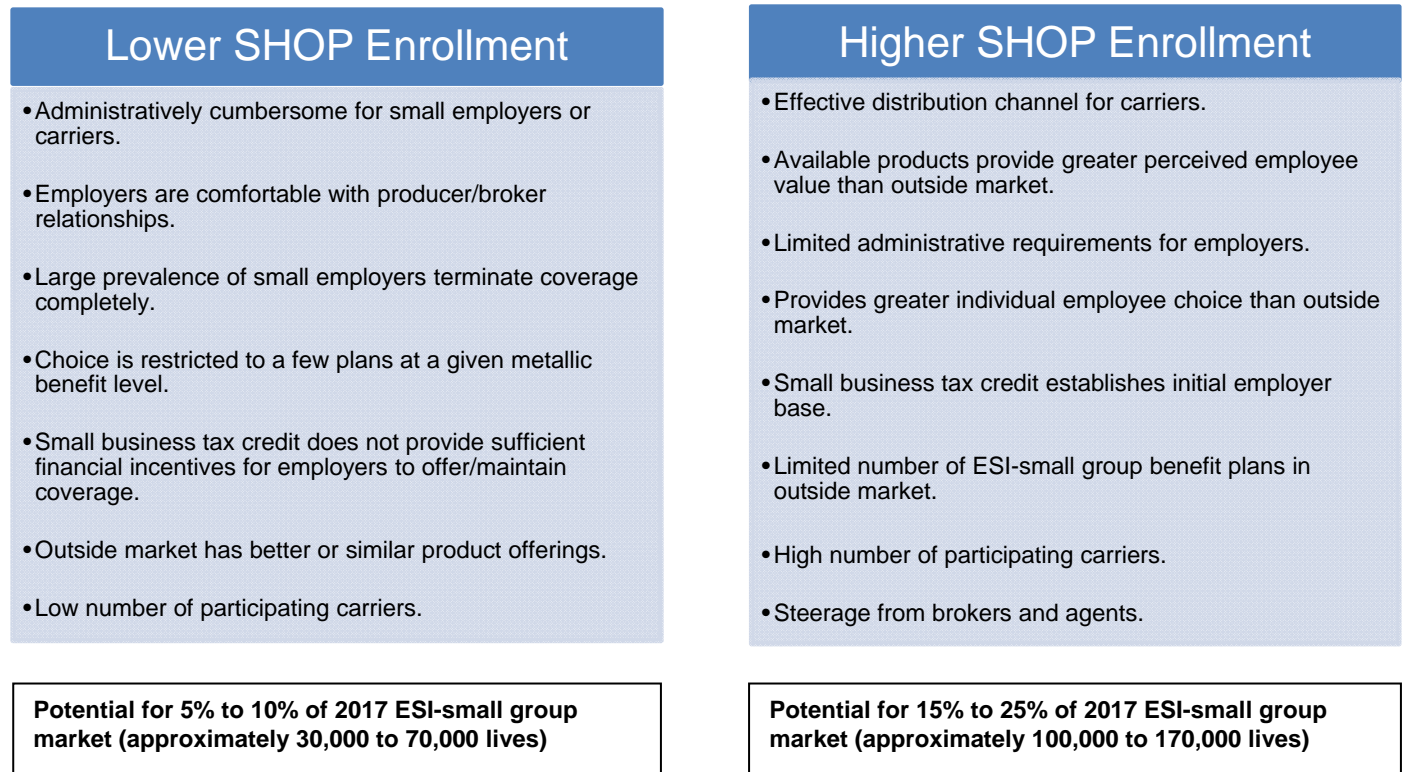 Lower SHOP Enrollment
•Administratively cumbersome for small employers or
carriers.
•Employers are comfortable with producer/broker
relationships.
•Large prevalence of small employers terminate coverage
completely.
•Choice is restricted to a few plans at a given metallic
benefit level.
•Small business tax credit does not provide sufficient
financial incentives for employers to offer/maintain
coverage.
•Outside market has better or similar product offerings.
•Low number of participating carriers.
Potential for 5% to 10% of 2017 ESI-small group
market (approximately 30,000 to 70,000 lives)
Higher SHOP Enrollment
•Effective distribution channel for carriers.
•Available products provide greater perceived employee
value than outside market.
•Limited administrative requirements for employers.
•Provides greater individual employee choice than outside
market.
•Small business tax credit establishes initial employer
base.
•Limited number of ESI-small group benefit plans in
outside market.
•High number of participating carriers.
•Steerage from brokers and agents.
Potential for 15% to 25% of 2017 ESI-small group
market (approximately 100,000 to 170,000 lives)